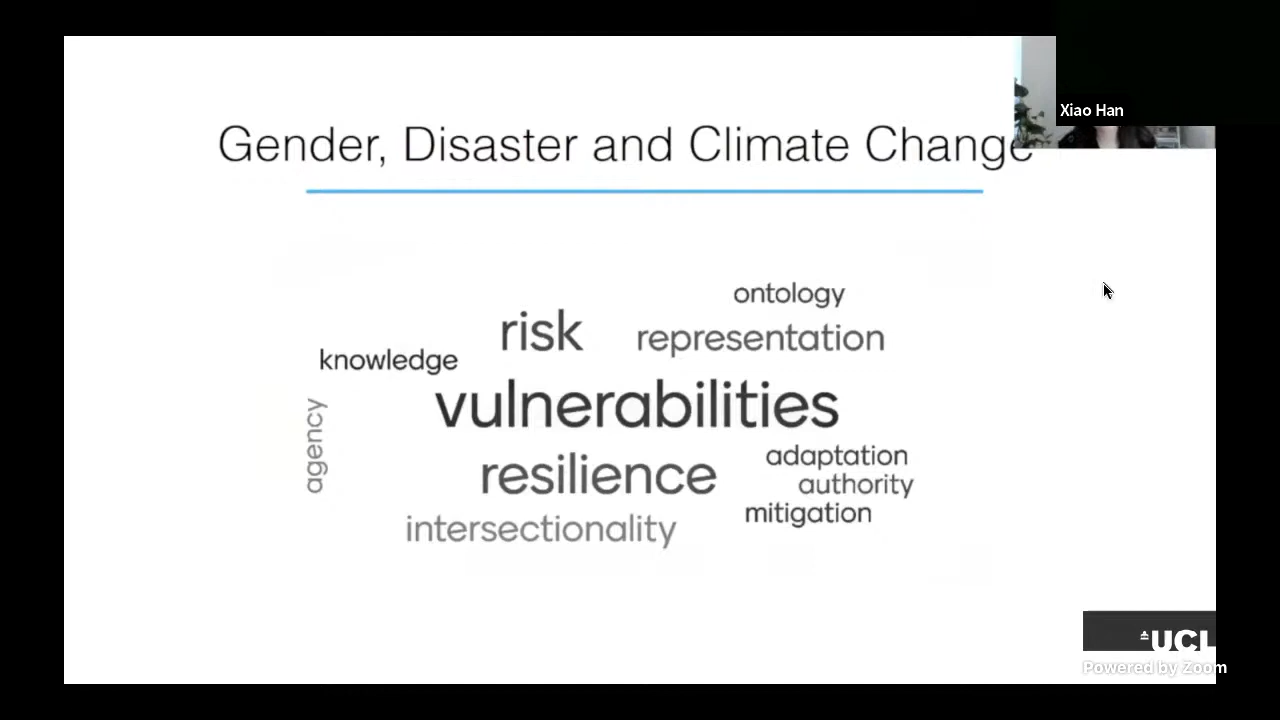 Xiao Han
Gender, Disaster and Climate Change
ontology
risk
representation
knowledge
vulnerabilities
agency
adaptation
resilience
authority
mitigation
intersectionality
UCL
Powered by Zoom